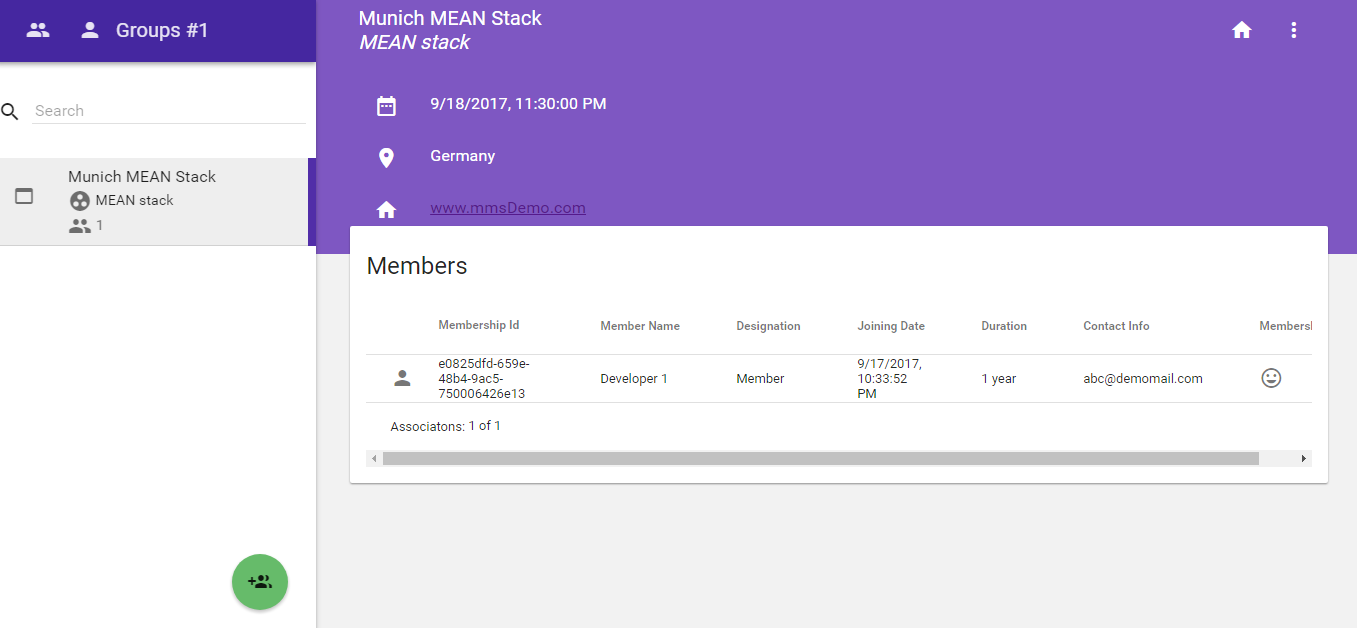 Groups #1
Search
Munich MEAN Stack
MEAN stack
1
Munich MEAN Stack
MEAN stack
9/18/2017, 11:30:00 PM
Germany
www.mmsDemo.com
Members
Membership Id Member Name Designation Joining Date Duration Contact Info
e0825dfd-659e-
48b4-9ac5-
750006426e13
Developer 1
Member
9/17/2017,
10:33:52
PM
1 year
abc@demomail.com
Associatons: 1 of 1